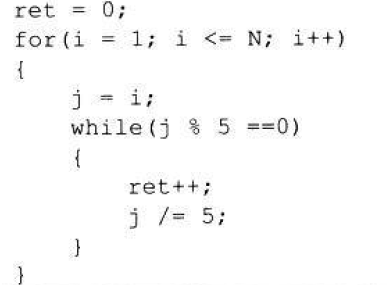 ret = 0;
for(i = 1; i <= N; i++)
{
    j = i;
    while(j % 5 ==0)
    {
        ret++;
        j /= 5;
    }
}